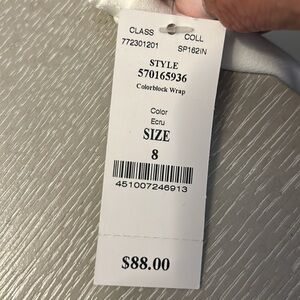 CLASS COLL
772301201 SP162IN
STYLE
570165936
Colorblock Wrap
Color
Ecru
SIZE
8
451007246913
$88.00